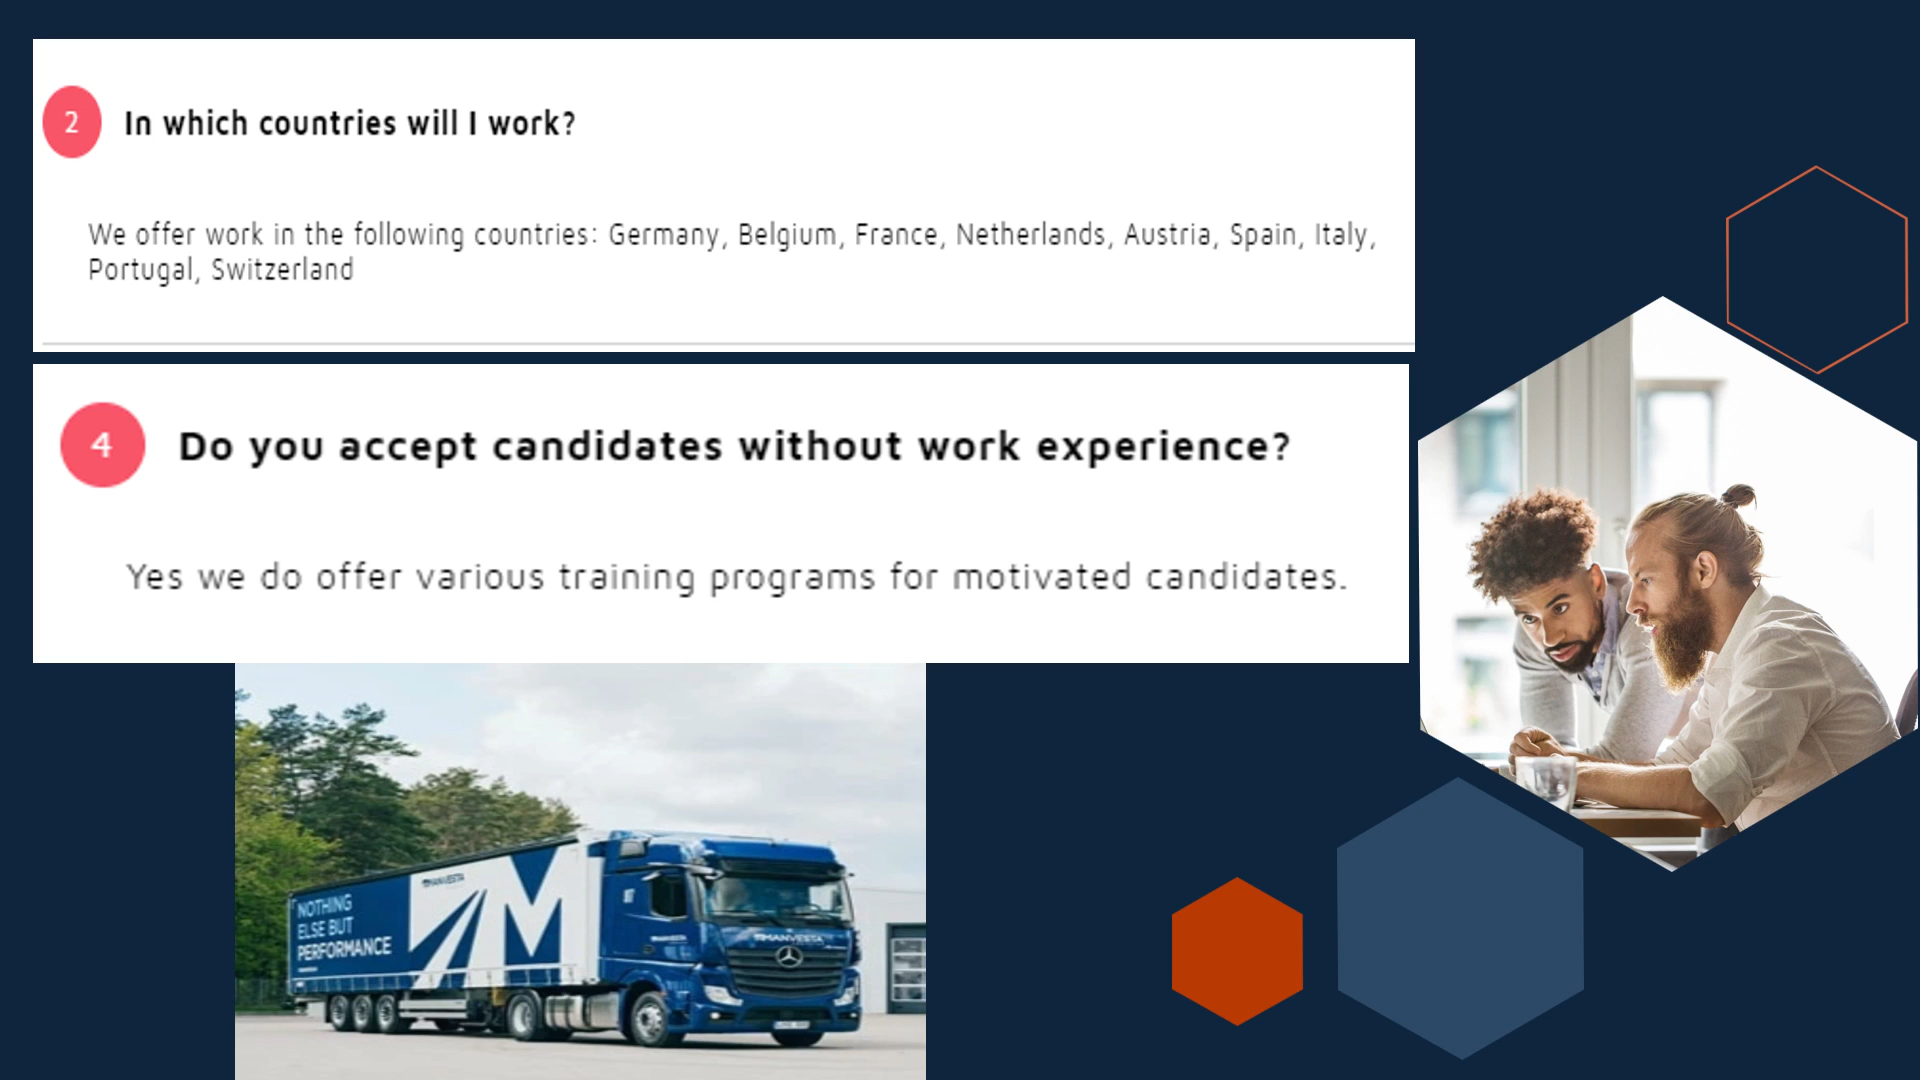 2
In which countries will I work?
We offer work in the following countries: Germany, Belgium, France, Netherlands, Austria, Spain, Italy,
Portugal, Switzerland
4
Do you accept candidates without work experience?
Yes we do offer various training programs for motivated candidates.
NOTHING
ELSE BUT
PERFORMANCE
M
MANVESTA